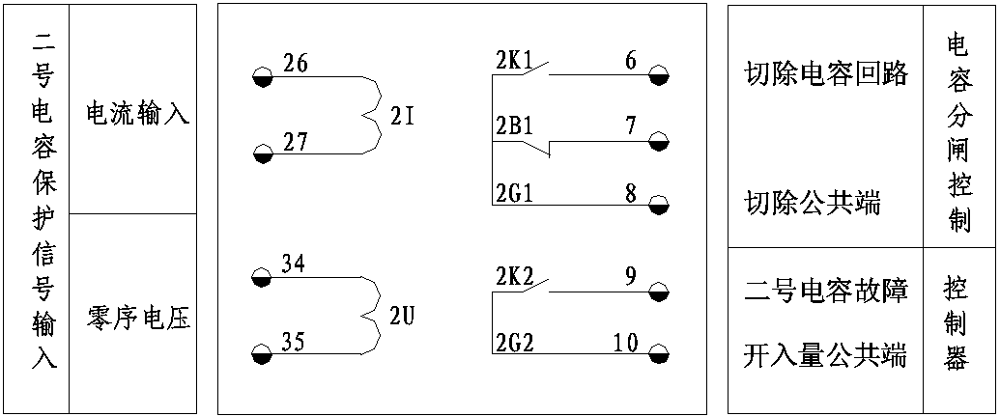 二号电容保护信号输入
电流输入
零序电压
26
27
2I
34
35
2U
2K1
6
2B1
7
2G1
8
2K2
9
2G2
10
切除电容回路
切除公共端
二号电容故障
开入量公共端
电容分闸控制
控制器